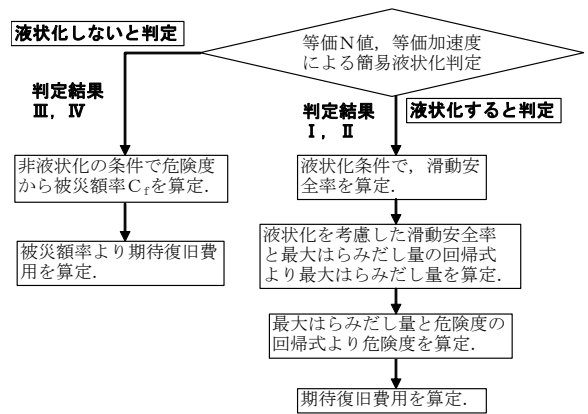 液状化しないと判定
等価N値，等価加速度
による簡易液状化判定
判定結果
Ⅲ，Ⅳ
判定結果
Ⅰ，Ⅱ
液状化すると判定
非液状化の条件で危険度
から被災額率Cfを算定．
被災額率より期待復旧費
用を算定．
液状化条件で，滑動安
全率を算定．
液状化を考慮した滑動安全率
と最大はらみだし量の回帰式
より最大はらみだし量を算定．
最大はらみだし量と危険度の
回帰式より危険度を算定．
期待復旧費用を算定．